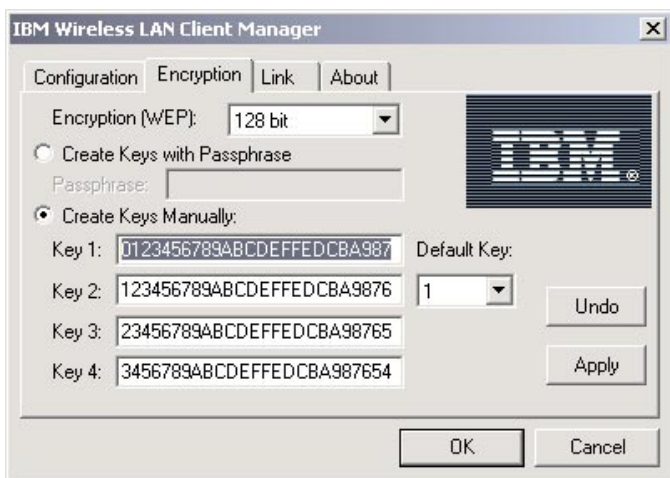 IBM Wireless LAN Client Manager
Configuration Encryption Link About
Encryption (WEP): 128 bit
IBM®
Create Keys with Passphrase
Passphrase:
Create Keys Manually:
Key 1: 0123456789ABCDEFFEDCBA987 Default Key:
Key 2: 123456789ABCDEFFEDCBA9876 1
Key 3: 23456789ABCDEFFEDCBA98765 Undo
Key 4: 3456789ABCDEFFEDCBA987654 Apply
OK Cancel